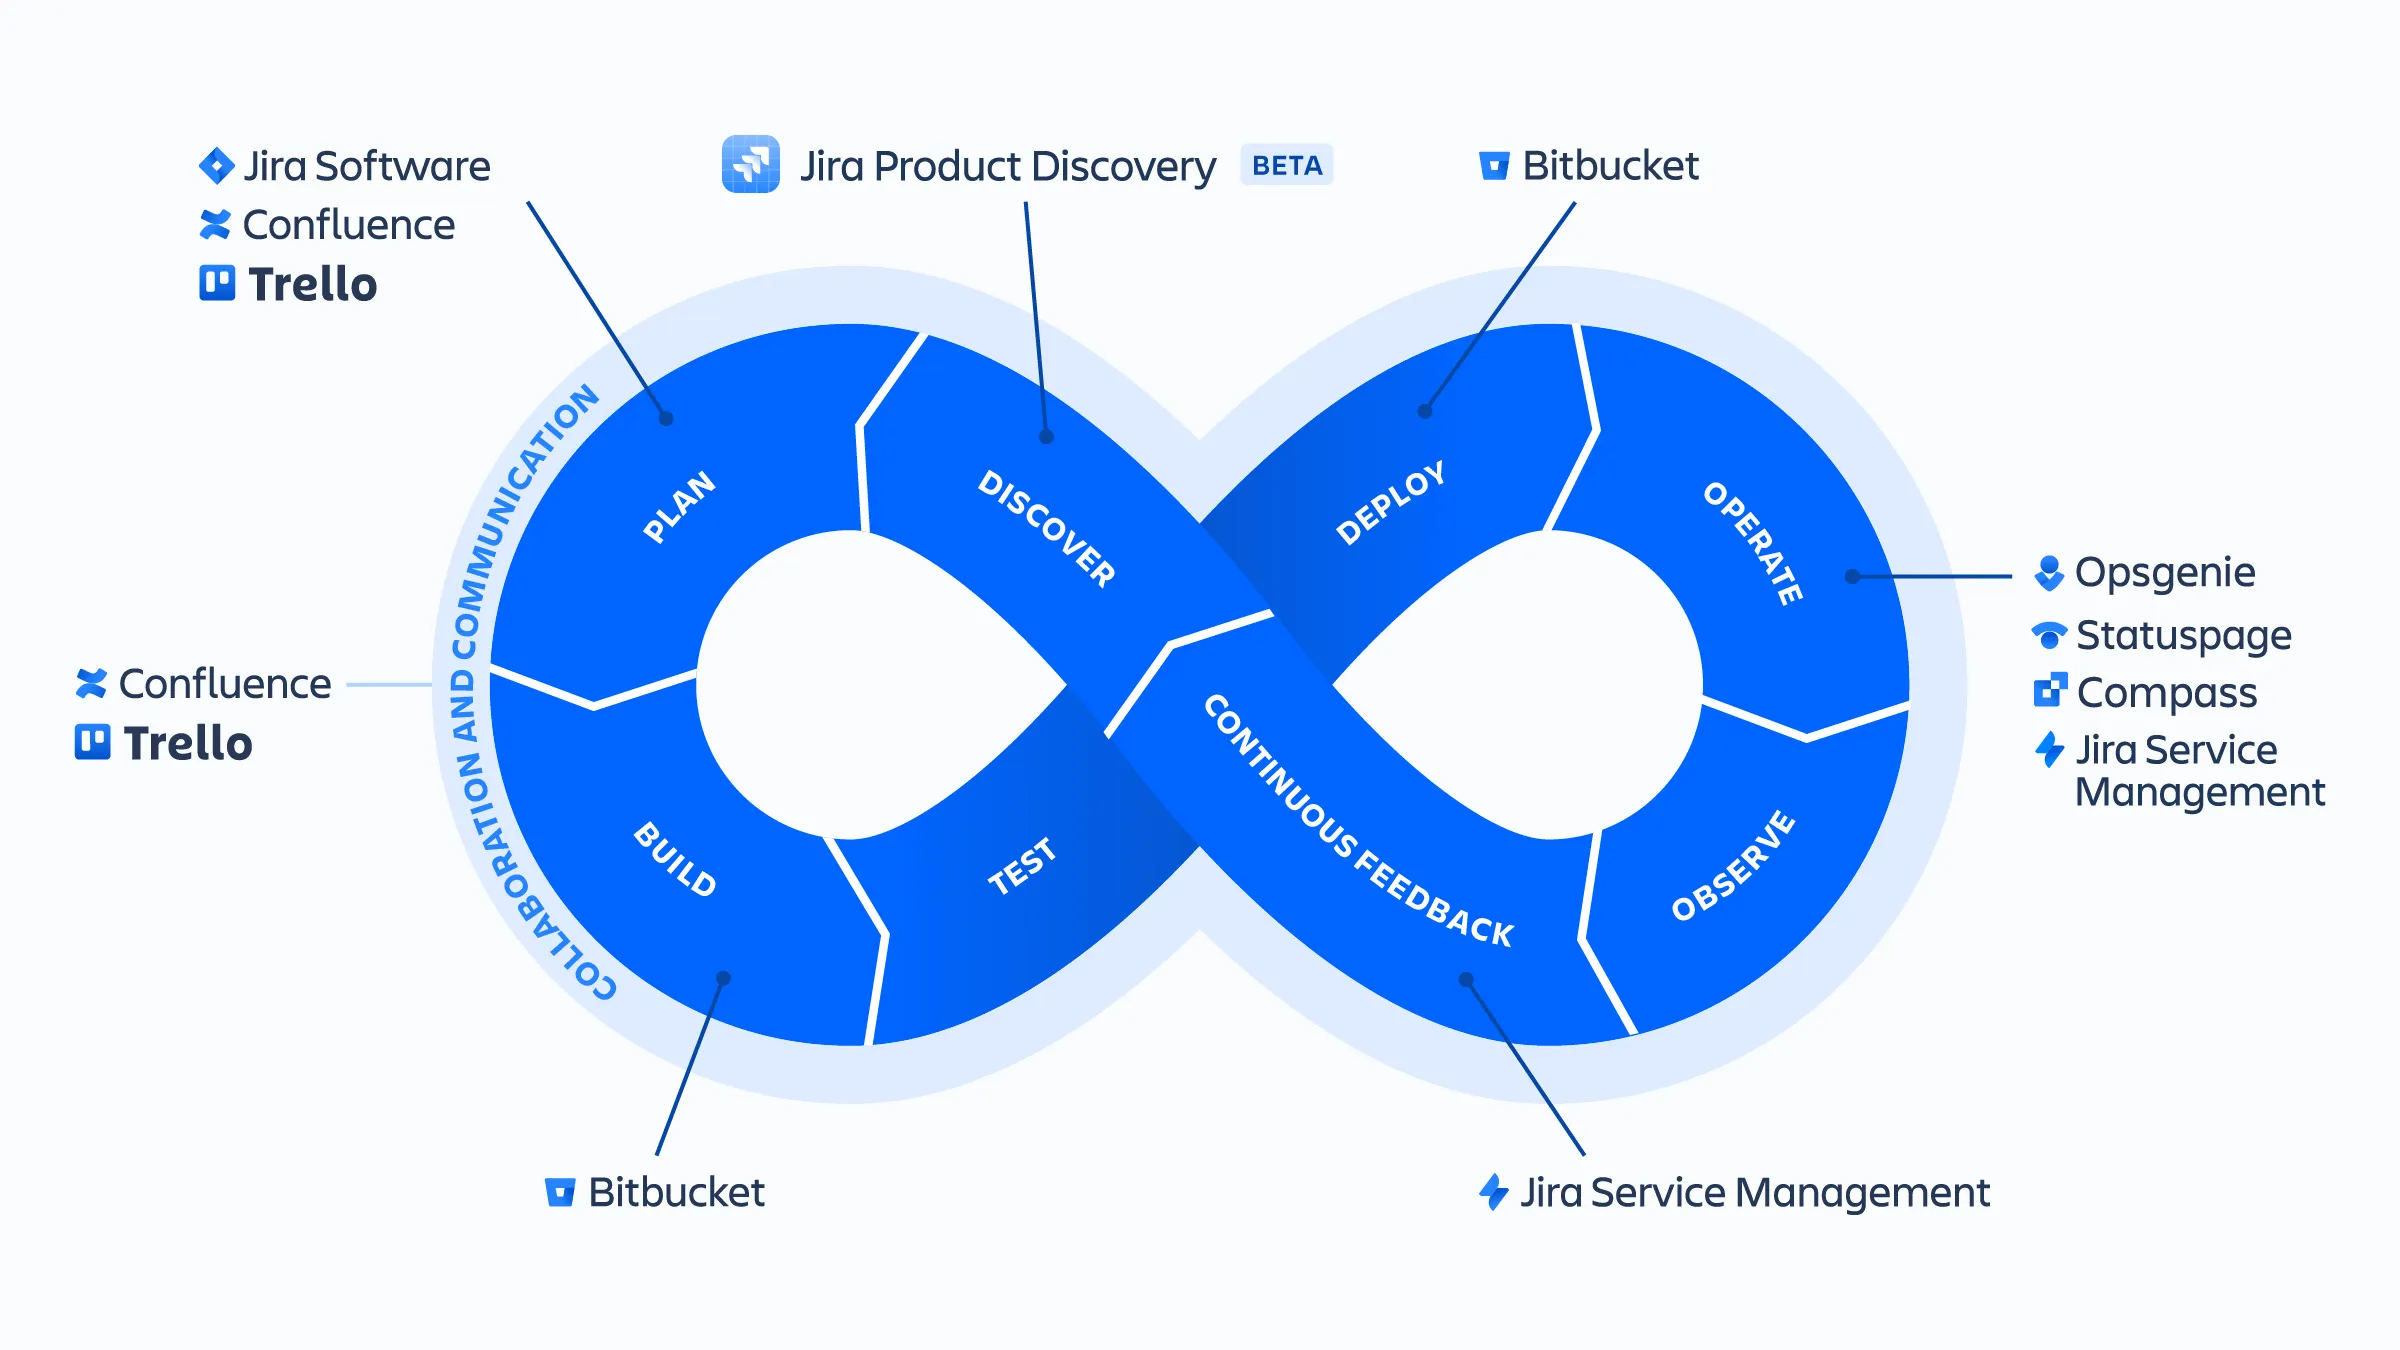 Jira Software
Confluence
Trello
Jira Product Discovery BETA
Bitbucket
COLLABORATION AND COMMUNICATION
PLAN
DISCOVER
DEPLOY
OPERATE
Opsgenie
Statuspage
Compass
Jira Service
Management
Confluence
Trello
BUILD
TEST
CONTINUOUS FEEDBACK
OBSERVE
Bitbucket
Jira Service Management